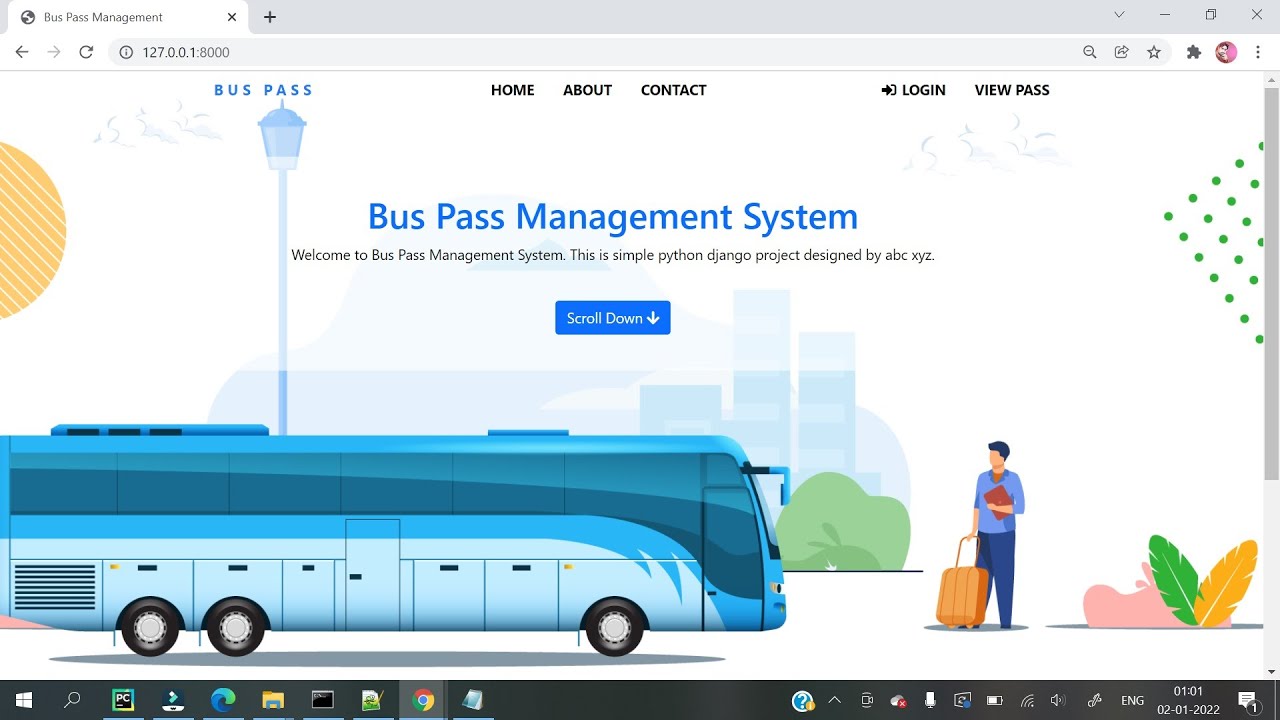 Bus Pass Management
127.0.0.1:8000
BUS PASS
HOME ABOUT CONTACT
LOGIN VIEW PASS
Bus Pass Management System
Welcome to Bus Pass Management System. This is simple python django project designed by abc xyz.
Scroll Down
PC
ENG
01:01
02-01-2022
1